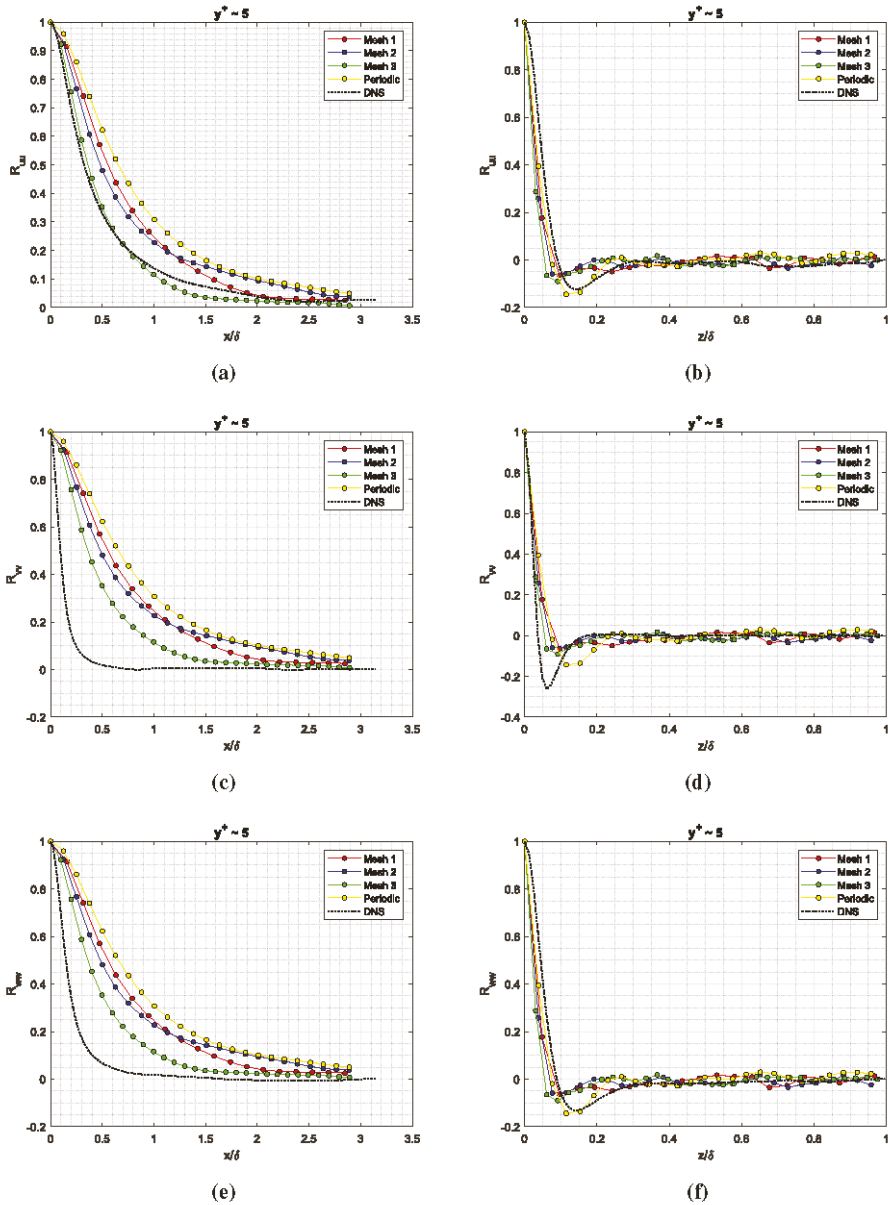 y⁺ ~ 5
R_uu
1
0.9
0.8
0.7
0.6
0.5
0.4
0.3
0.2
0.1
0
0 0.5 1 1.5 2 2.5 3 3.5
x/δ
Mesh 1
Mesh 2
Mesh 3
Periodic
DNS
(a)
y⁺ ~ 5
R_uu
1
0.8
0.6
0.4
0.2
0
-0.2
0 0.2 0.4 0.6 0.8 1
z/δ
Mesh 1
Mesh 2
Mesh 3
Periodic
DNS
(b)
y⁺ ~ 5
R_vv
1
0.8
0.6
0.4
0.2
0
-0.2
0 0.5 1 1.5 2 2.5 3 3.5
x/δ
Mesh 1
Mesh 2
Mesh 3
Periodic
DNS
(c)
y⁺ ~ 5
R_vv
1
0.8
0.6
0.4
0.2
0
-0.2
-0.4
0 0.2 0.4 0.6 0.8 1
z/δ
Mesh 1
Mesh 2
Mesh 3
Periodic
DNS
(d)
y⁺ ~ 5
R_ww
1
0.8
0.6
0.4
0.2
0
-0.2
0 0.5 1 1.5 2 2.5 3 3.5
x/δ
Mesh 1
Mesh 2
Mesh 3
Periodic
DNS
(e)
y⁺ ~ 5
R_ww
1
0.8
0.6
0.4
0.2
0
-0.2
0 0.2 0.4 0.6 0.8 1
z/δ
Mesh 1
Mesh 2
Mesh 3
Periodic
DNS
(f)